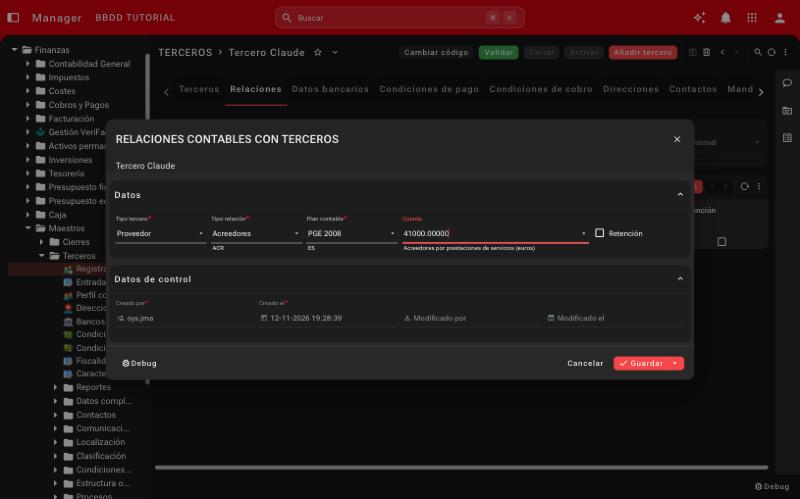 Manager BBDD TUTORIAL Buscar ⌘ K
TERCEROS > Tercero Claude Cambiar código Validar Cerrar Activar Añadir tercero
Terceros Relaciones Datos bancarios Condiciones de pago Condiciones de cobro Direcciones Contactos Mand
Finanzas
Contabilidad General
Impuestos
Costes
Cobros y Pagos
Facturación
Gestión VeriFa
Activos perma
Inversiones
Tesorería
Presupuesto fi
Presupuesto e
Caja
Maestros
Cierres
Terceros
Registro
Entrada
Perfil co
Direcci
Bancos
Condici
Condici
Fiscalid
Caracte
Reportes
Datos compl...
Contactos
Comunicaci...
Localización
Clasificación
Condiciones...
Estructura o...
Procesos
RELACIONES CONTABLES CON TERCEROS
Tercero Claude
Datos
Tipo tercero* Tipo relación* Plan contable* Cuenta
Proveedor Acreedores PGE 2008 41000.00000 Retención
ACR ES Acreedores por prestaciones de servicios (euros)
Datos de control
Creado por* Creado el*
sys.jma 12-11-2026 19:28:39 Modificado por Modificado el
Debug Cancelar Guardar
isional
nción
Debug